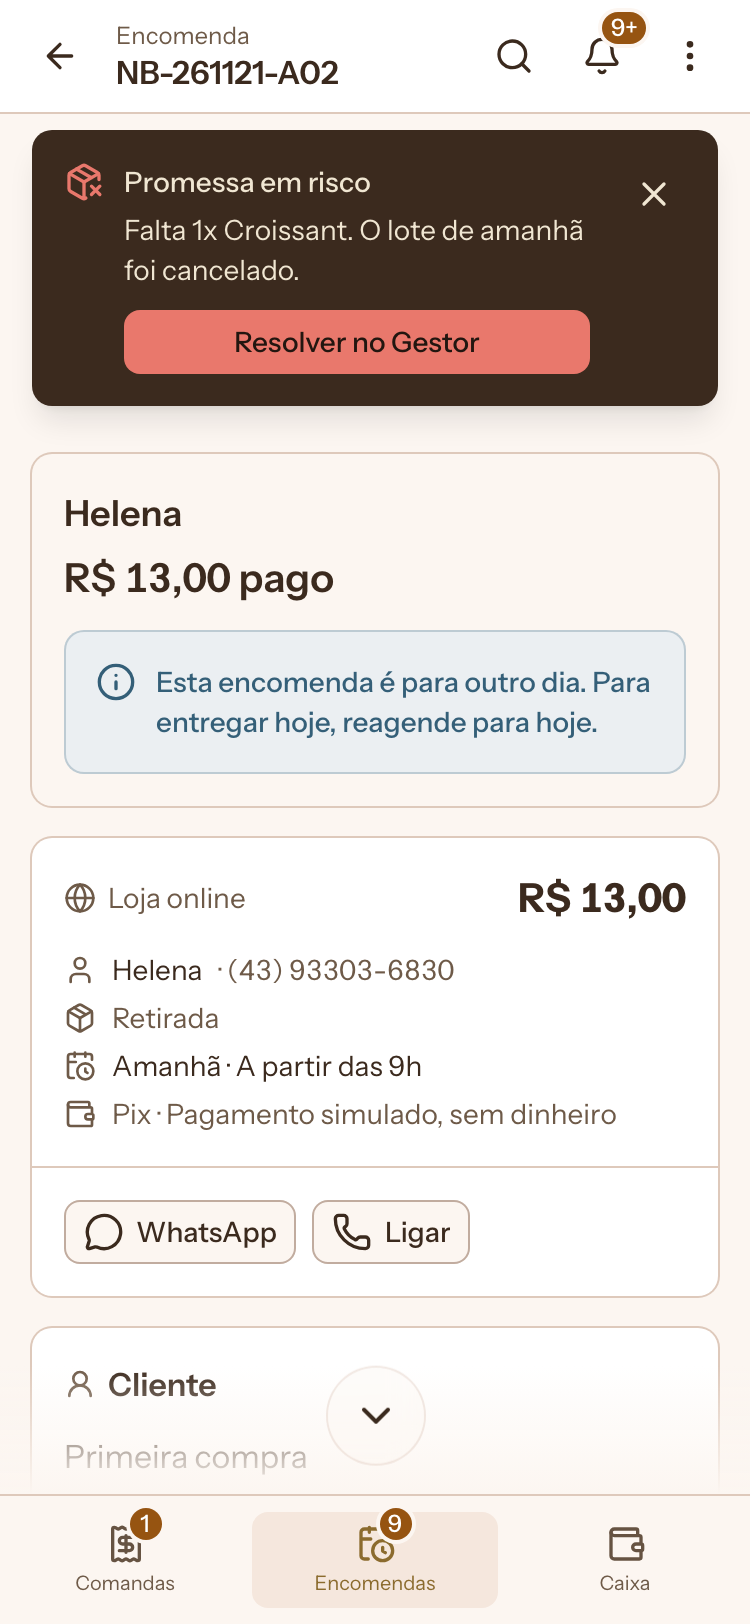 Encomenda
NB-261121-A02
9+
Promessa em risco
Falta 1x Croissant. O lote de amanhã
foi cancelado.
Resolver no Gestor
Helena
R$ 13,00 pago
Esta encomenda é para outro dia. Para
entregar hoje, reagende para hoje.
Loja online
R$ 13,00
Helena · (43) 93303-6830
Retirada
Amanhã · A partir das 9h
Pix · Pagamento simulado, sem dinheiro
WhatsApp
Ligar
Cliente
Primeira compra
1
Comandas
9
Encomendas
Caixa